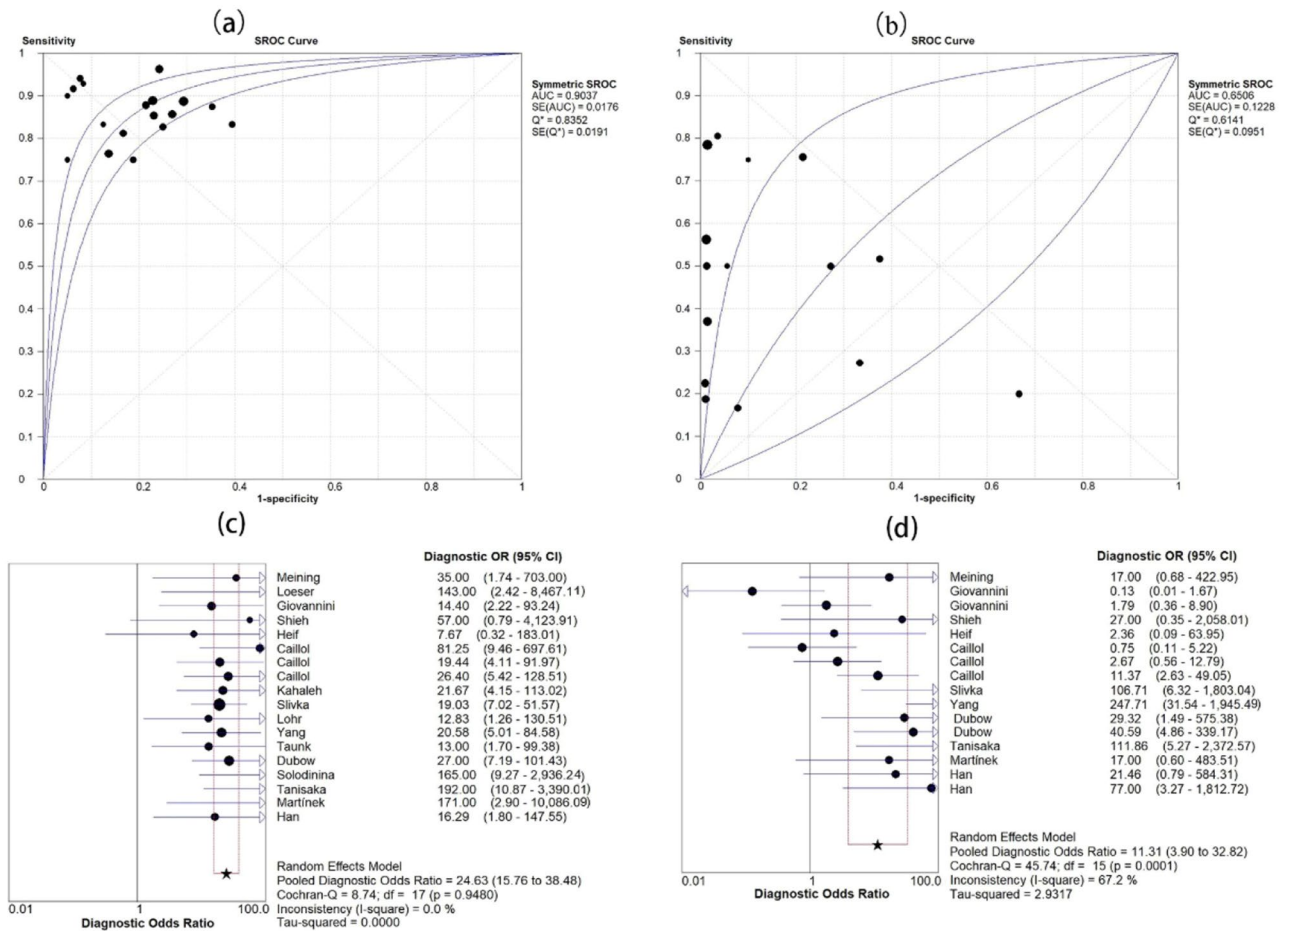 (a)
Sensitivity SROC Curve
1
0.9
0.8
0.7
0.6
0.5
0.4
0.3
0.2
0.1
0
0 0.2 0.4 0.6 0.8 1
1-specificity
Symmetric SROC
AUC = 0.9037
SE(AUC) = 0.0176
Q* = 0.8352
SE(Q*) = 0.0191
(b)
Sensitivity SROC Curve
1
0.9
0.8
0.7
0.6
0.5
0.4
0.3
0.2
0.1
0
0 0.2 0.4 0.6 0.8 1
1-specificity
Symmetric SROC
AUC = 0.6506
SE(AUC) = 0.1228
Q* = 0.6141
SE(Q*) = 0.0951
(c)
Diagnostic OR (95% CI)
Meining 35.00 (1.74 - 703.00)
Loeser 143.00 (2.42 - 8,467.11)
Giovannini 14.40 (2.22 - 93.24)
Shieh 57.00 (0.79 - 4,123.91)
Heif 7.67 (0.32 - 183.01)
Caillol 81.25 (9.46 - 697.61)
Caillol 19.44 (4.11 - 91.97)
Caillol 26.40 (5.42 - 128.51)
Kahaleh 21.67 (4.15 - 113.02)
Slivka 19.03 (7.02 - 51.57)
Lohr 12.83 (1.26 - 130.51)
Yang 20.58 (5.01 - 84.58)
Taunk 13.00 (1.70 - 99.38)
Dubow 27.00 (7.19 - 101.43)
Solodinina 165.00 (9.27 - 2,936.24)
Tanisaka 192.00 (10.87 - 3,390.01)
Martínek 171.00 (2.90 - 10,086.09)
Han 16.29 (1.80 - 147.55)
Random Effects Model
Pooled Diagnostic Odds Ratio = 24.63 (15.76 to 38.48)
Cochran-Q = 8.74; df = 17 (p = 0.9480)
Inconsistency (I-square) = 0.0 %
Tau-squared = 0.0000
0.01 1 100.0
Diagnostic Odds Ratio
(d)
Diagnostic OR (95% CI)
Meining 17.00 (0.68 - 422.95)
Giovannini 0.13 (0.01 - 1.67)
Giovannini 1.79 (0.36 - 8.90)
Shieh 27.00 (0.35 - 2,058.01)
Heif 2.36 (0.09 - 63.95)
Caillol 0.75 (0.11 - 5.22)
Caillol 2.67 (0.56 - 12.79)
Caillol 11.37 (2.63 - 49.05)
Slivka 106.71 (6.32 - 1,803.04)
Yang 247.71 (31.54 - 1,945.49)
Dubow 29.32 (1.49 - 575.38)
Dubow 40.59 (4.86 - 339.17)
Tanisaka 111.86 (5.27 - 2,372.57)
Martínek 17.00 (0.60 - 483.51)
Han 21.46 (0.79 - 584.31)
Han 77.00 (3.27 - 1,812.72)
Random Effects Model
Pooled Diagnostic Odds Ratio = 11.31 (3.90 to 32.82)
Cochran-Q = 45.74; df = 15 (p = 0.0001)
Inconsistency (I-square) = 67.2 %
Tau-squared = 2.9317
0.01 1 100.0
Diagnostic Odds Ratio